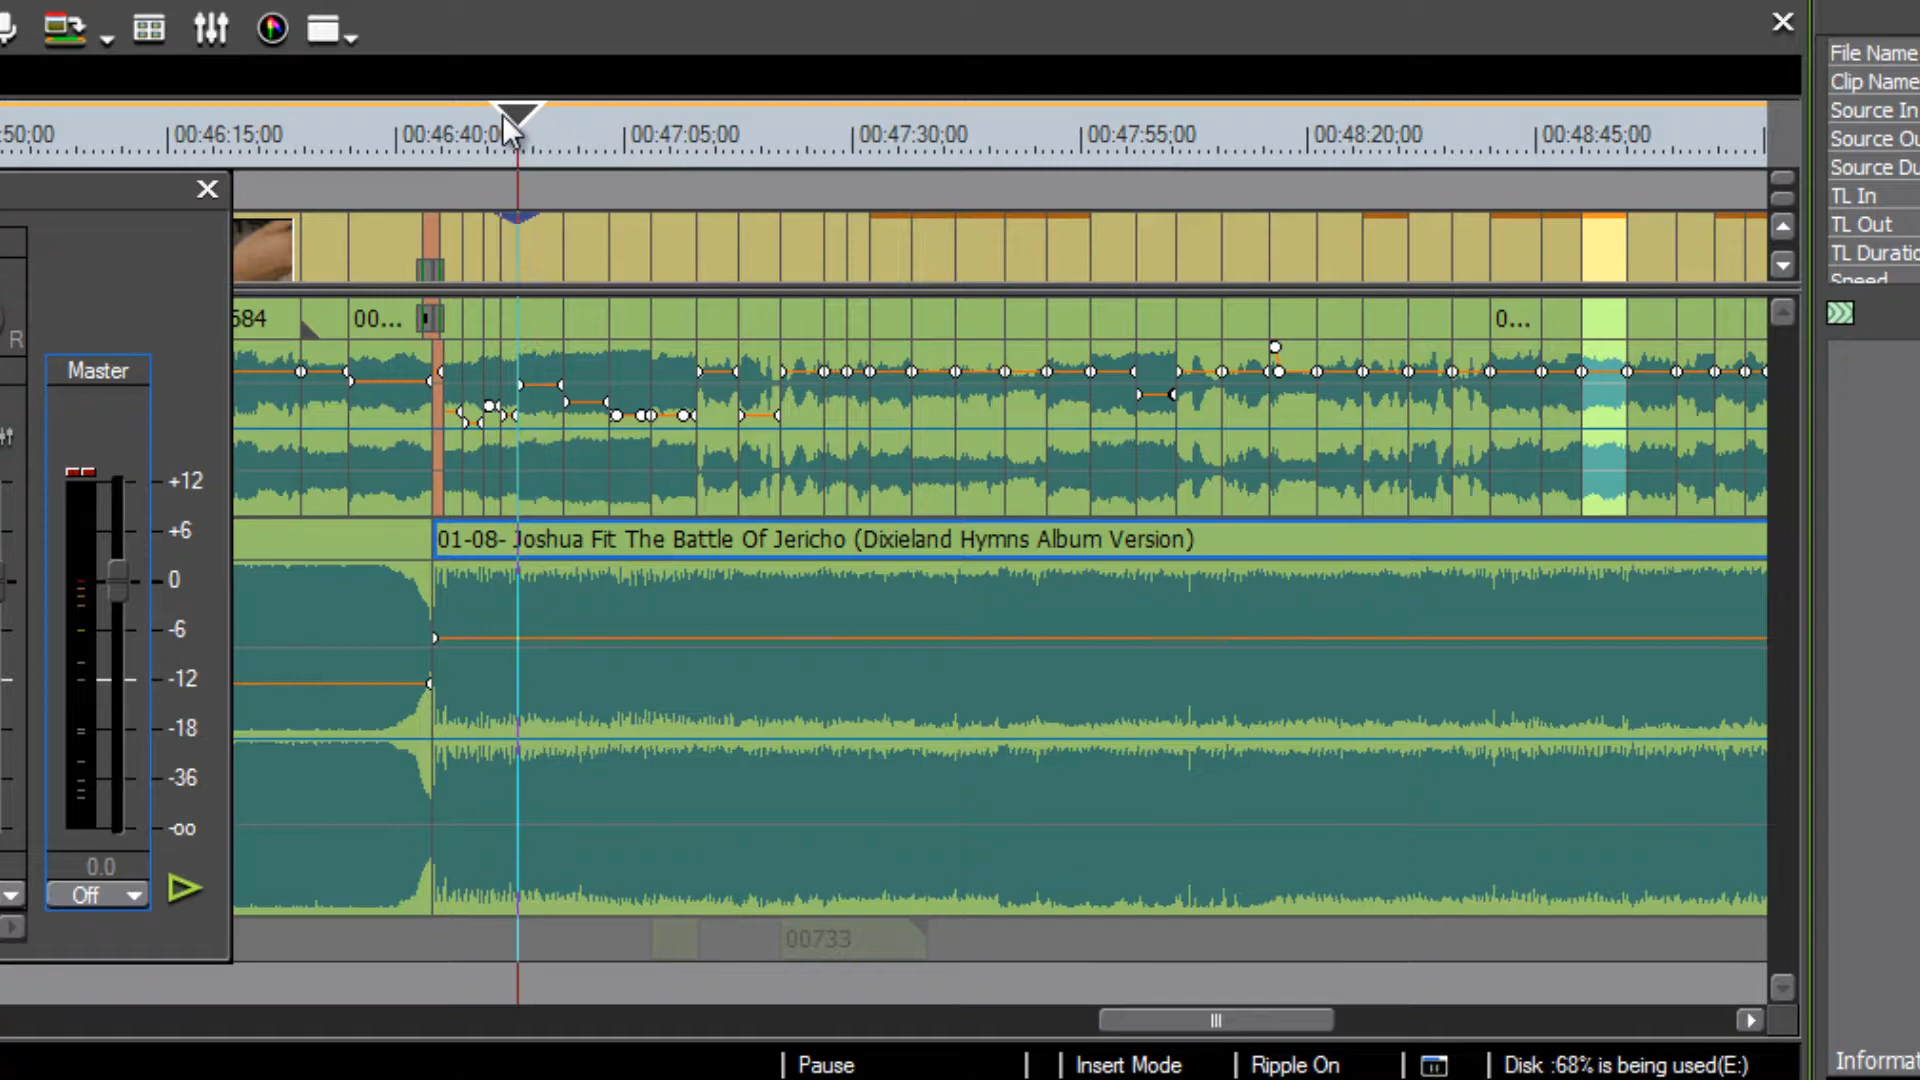 :50;00 00:46:15;00 00:46:40;0 00:47:05;00 00:47:30;00 00:47:55;00 00:48:20;00 00:48:45;00
File Name
Clip Name
Source In
Source Ou
Source Du
TL In
TL Out
TL Duratio
Speed
584 00... 0...
R
Master
+12
+6
0
-6
-12
-18
-36
-oo
0.0
Off
01-08- Joshua Fit The Battle Of Jericho (Dixieland Hymns Album Version)
00733
Pause Insert Mode Ripple On Disk :68% is being used(E:)
Informat